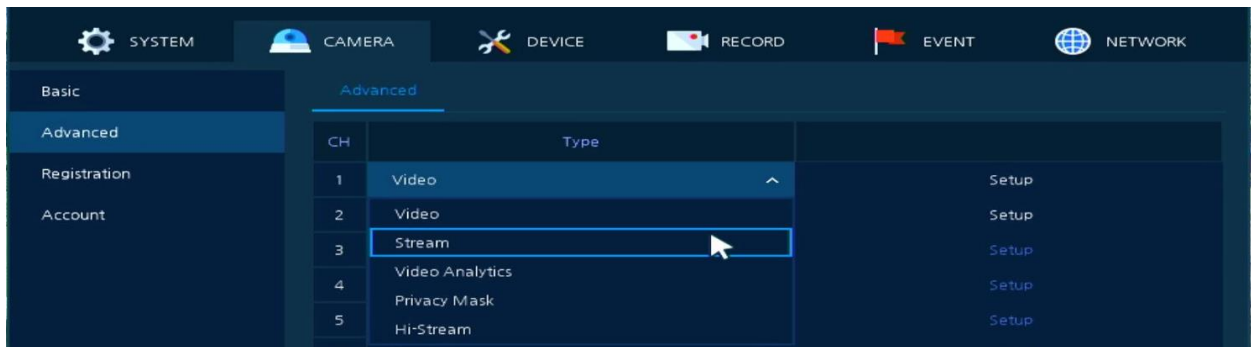 SYSTEM CAMERA DEVICE RECORD EVENT NETWORK
Basic Advanced
Advanced CH Type
Registration 1 Video Setup
Account 2 Video Setup
3 Stream Setup
Video Analytics
4 Setup
Privacy Mask
5 Setup
Hi-Stream